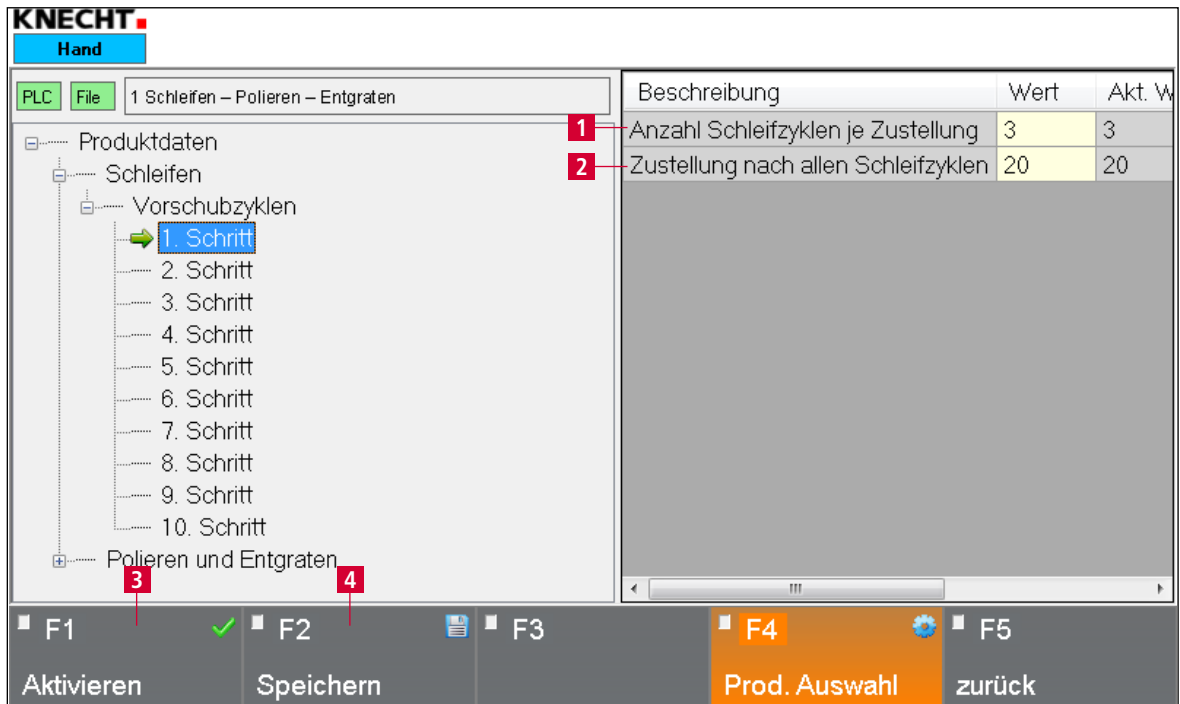 KNECHT
Hand
PLC File 1 Schleifen – Polieren – Entgraten
Produktdaten
Schleifen
Vorschubzyklen
1. Schritt
2. Schritt
3. Schritt
4. Schritt
5. Schritt
6. Schritt
7. Schritt
8. Schritt
9. Schritt
10. Schritt
Polieren und Entgraten
Beschreibung Wert Akt. W
1 Anzahl Schleifzyklen je Zustellung 3 3
2 Zustellung nach allen Schleifzyklen 20 20
3 4
F1 F2 F3 F4 F5
Aktivieren Speichern Prod. Auswahl zurück